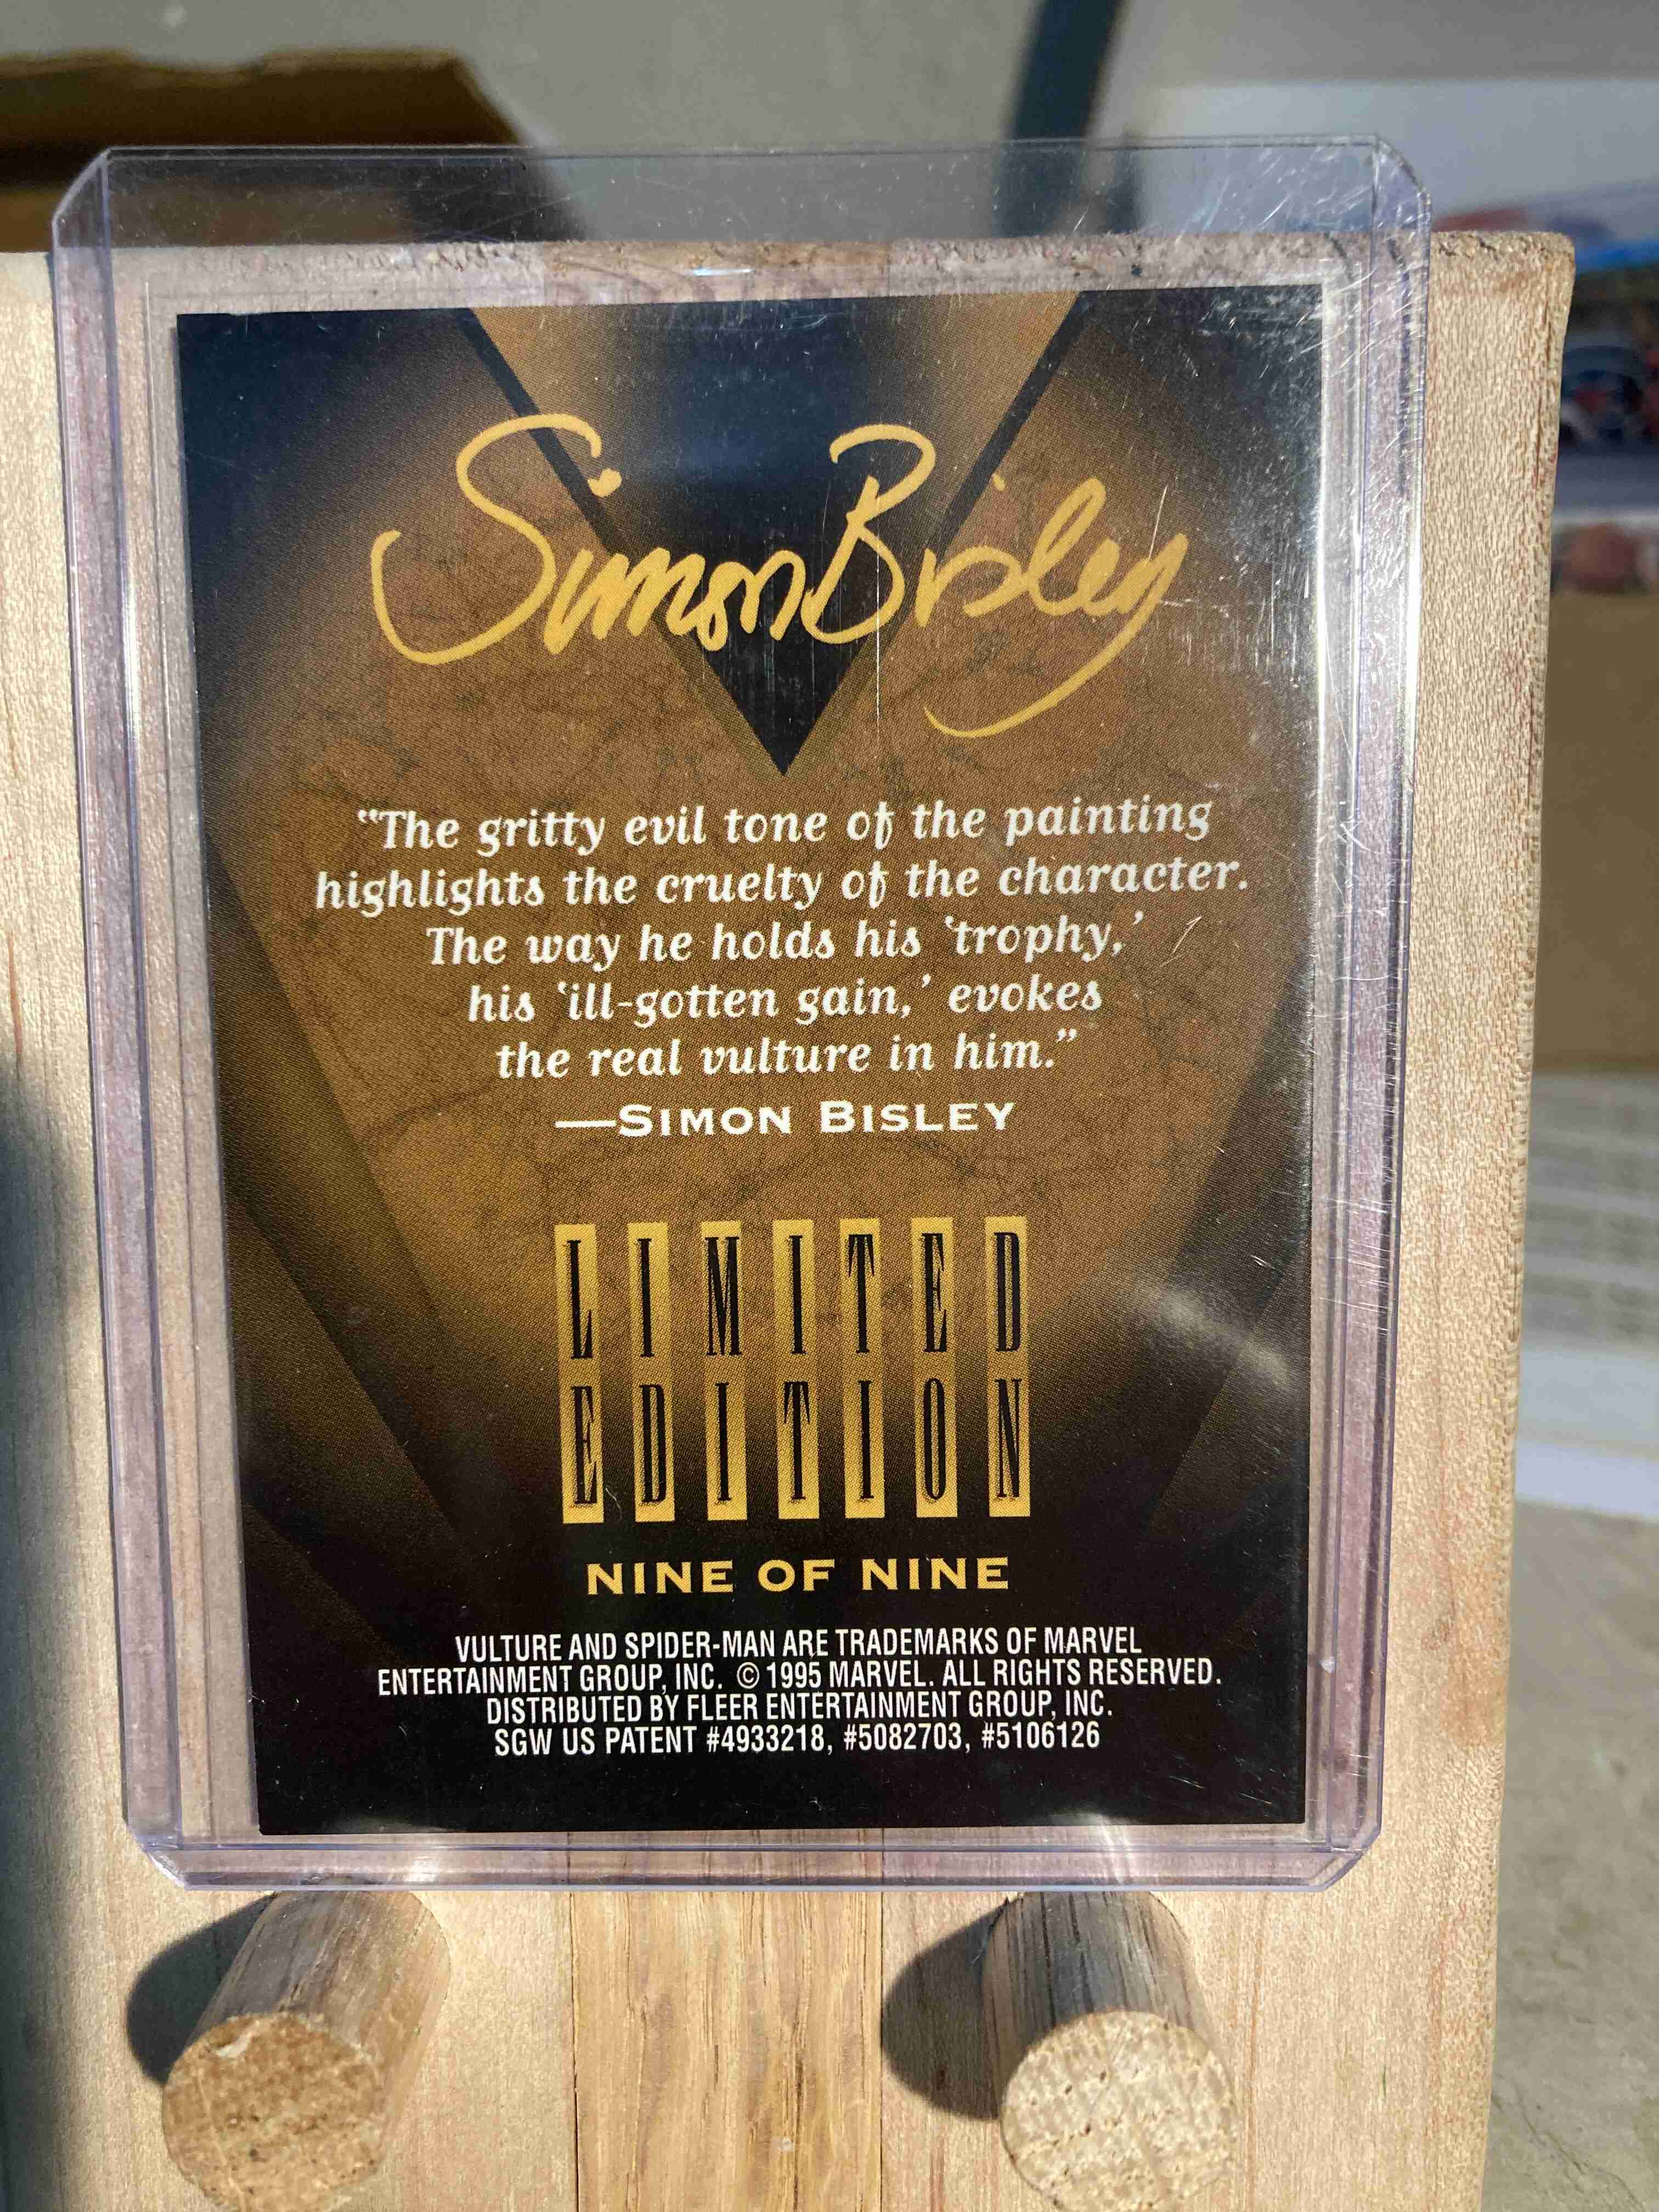 Simon Bisley
“The gritty evil tone of the painting
highlights the cruelty of the character.
The way he holds his ‘trophy,’
his ‘ill-gotten gain,’ evokes
the real vulture in him.”
—SIMON BISLEY
LIMITED
EDITION
NINE OF NINE
VULTURE AND SPIDER-MAN ARE TRADEMARKS OF MARVEL
ENTERTAINMENT GROUP, INC. © 1995 MARVEL. ALL RIGHTS RESERVED.
DISTRIBUTED BY FLEER ENTERTAINMENT GROUP, INC.
SGW US PATENT #4933218, #5082703, #5106126